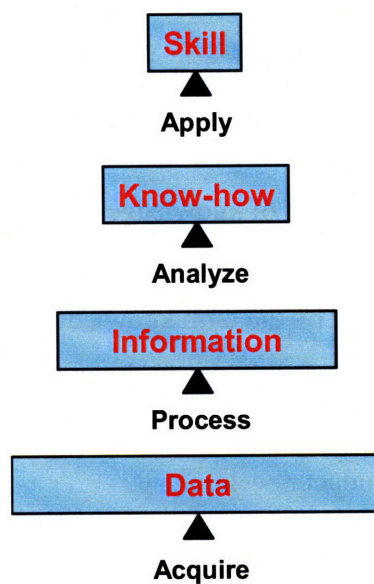 Skill
Apply
Know-how
Analyze
Information
Process
Data
Acquire